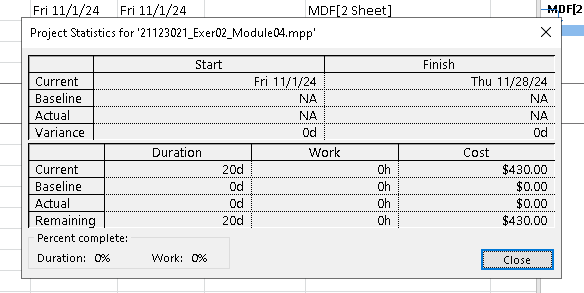 Fri 11/1/24 Fri 11/1/24 MDF[2 Sheet] MDF[2
Project Statistics for '21123021_Exer02_Module04.mpp'
Start Finish
Current Fri 11/1/24 Thu 11/28/24
Baseline NA NA
Actual NA NA
Variance 0d 0d
Duration Work Cost
Current 20d 0h $430.00
Baseline 0d 0h $0.00
Actual 0d 0h $0.00
Remaining 20d 0h $430.00
Percent complete:
Duration: 0% Work: 0%
Close